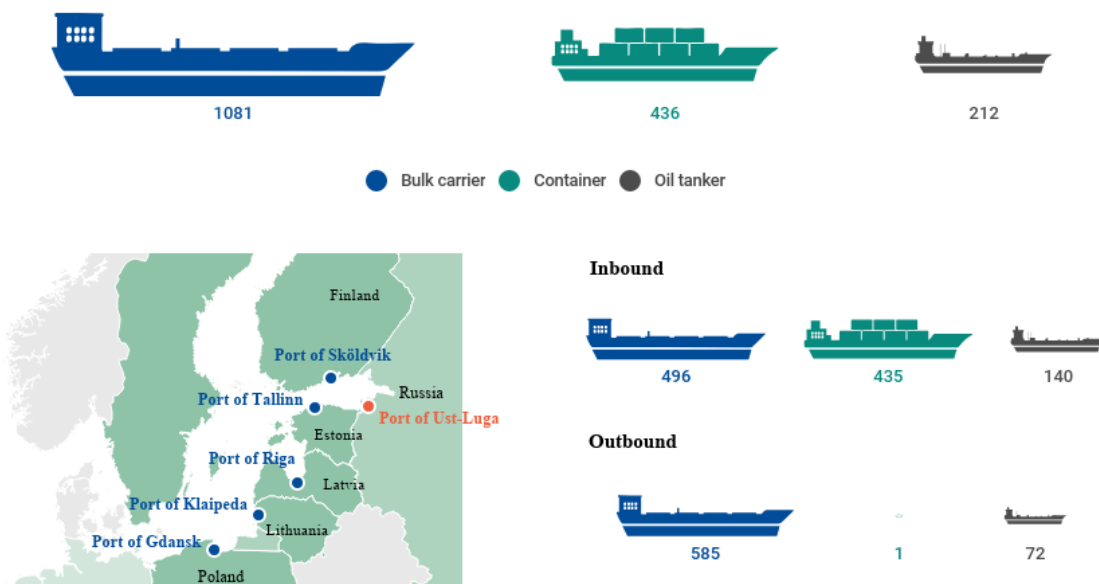 1081
436
212
Bulk carrier
Container
Oil tanker
Finland
Port of Sköldvik
Russia
Port of Tallinn
Port of Ust-Luga
Estonia
Port of Riga
Latvia
Port of Klaipeda
Lithuania
Port of Gdansk
Poland
Inbound
496
435
140
Outbound
585
1
72